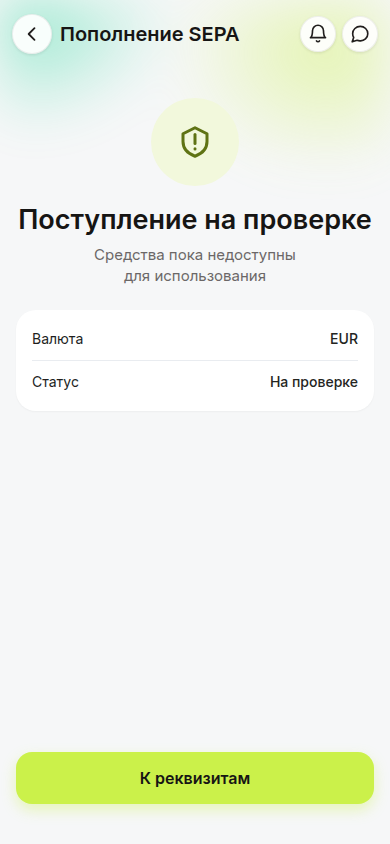 Пополнение SEPA
Поступление на проверке
Средства пока недоступны
для использования
Валюта EUR
Статус На проверке
К реквизитам